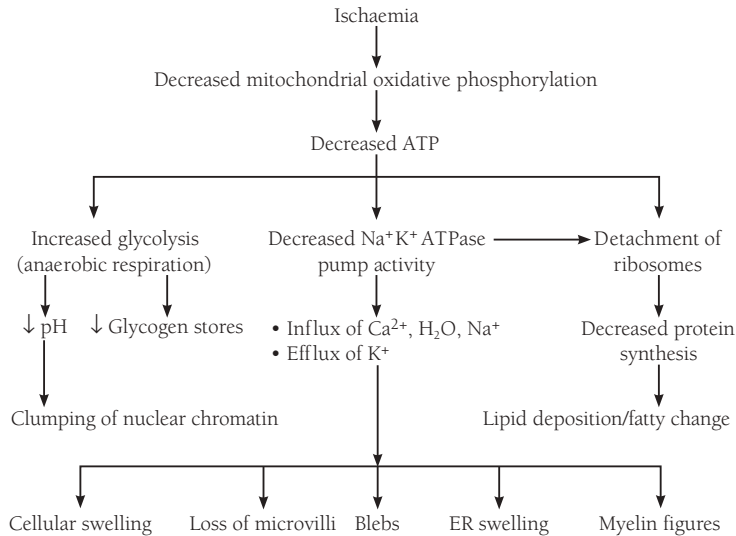 Ischaemia
Decreased mitochondrial oxidative phosphorylation
Decreased ATP
Increased glycolysis
(anaerobic respiration)
Decreased Na⁺K⁺ ATPase
pump activity
Detachment of
ribosomes
↓ pH
↓ Glycogen stores
• Influx of Ca²⁺, H₂O, Na⁺
• Efflux of K⁺
Decreased protein
synthesis
Clumping of nuclear chromatin
Lipid deposition/fatty change
Cellular swelling
Loss of microvilli
Blebs
ER swelling
Myelin figures